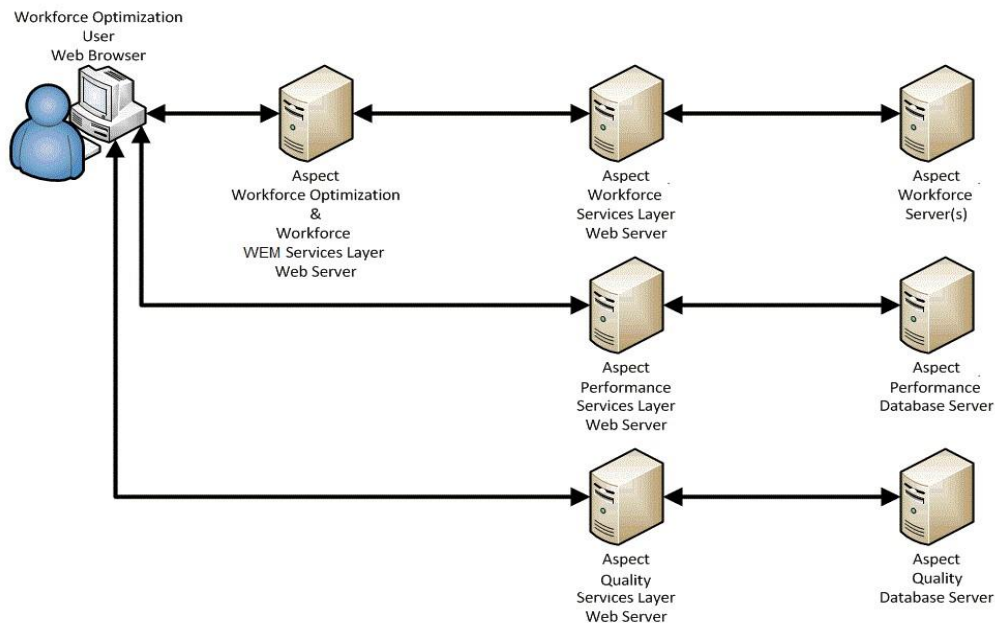 Workforce Optimization
User
Web Browser
Aspect
Workforce Optimization
&
Workforce
WEM Services Layer
Web Server
Aspect
Workforce
Services Layer
Web Server
Aspect
Workforce
Server(s)
Aspect
Performance
Services Layer
Web Server
Aspect
Performance
Database Server
Aspect
Quality
Services Layer
Web Server
Aspect
Quality
Database Server